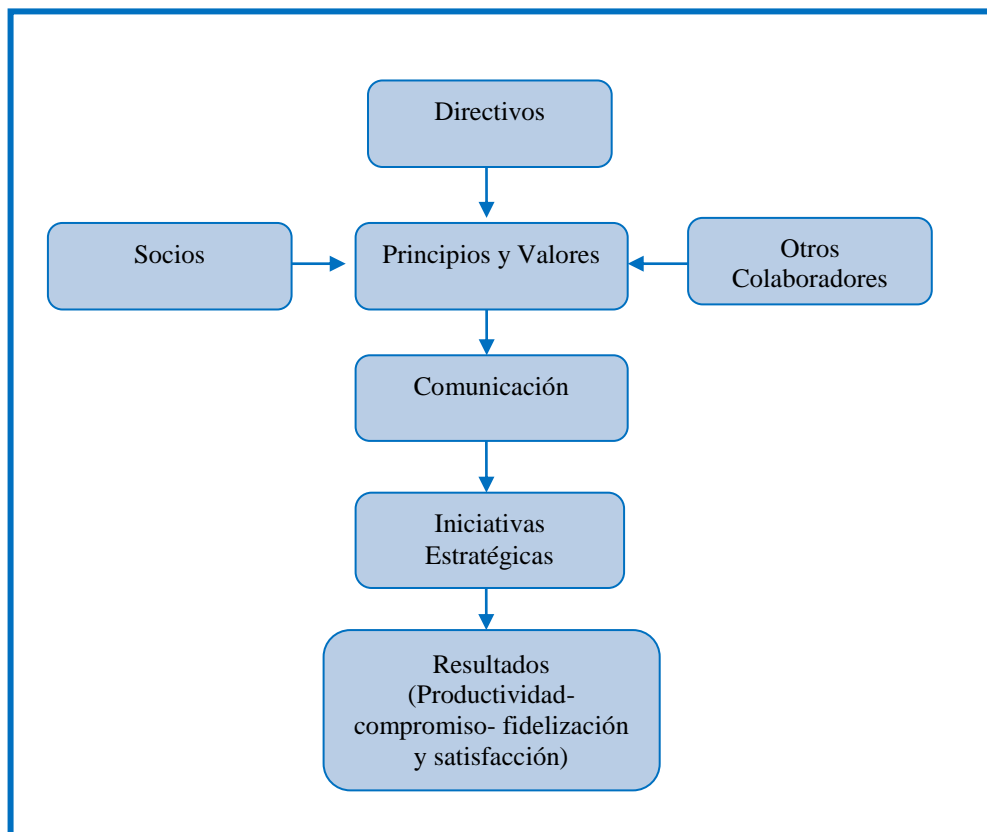 Directivos
Socios
Principios y Valores
Otros
Colaboradores
Comunicación
Iniciativas
Estratégicas
Resultados
(Productividad-
compromiso- fidelización
y satisfacción)